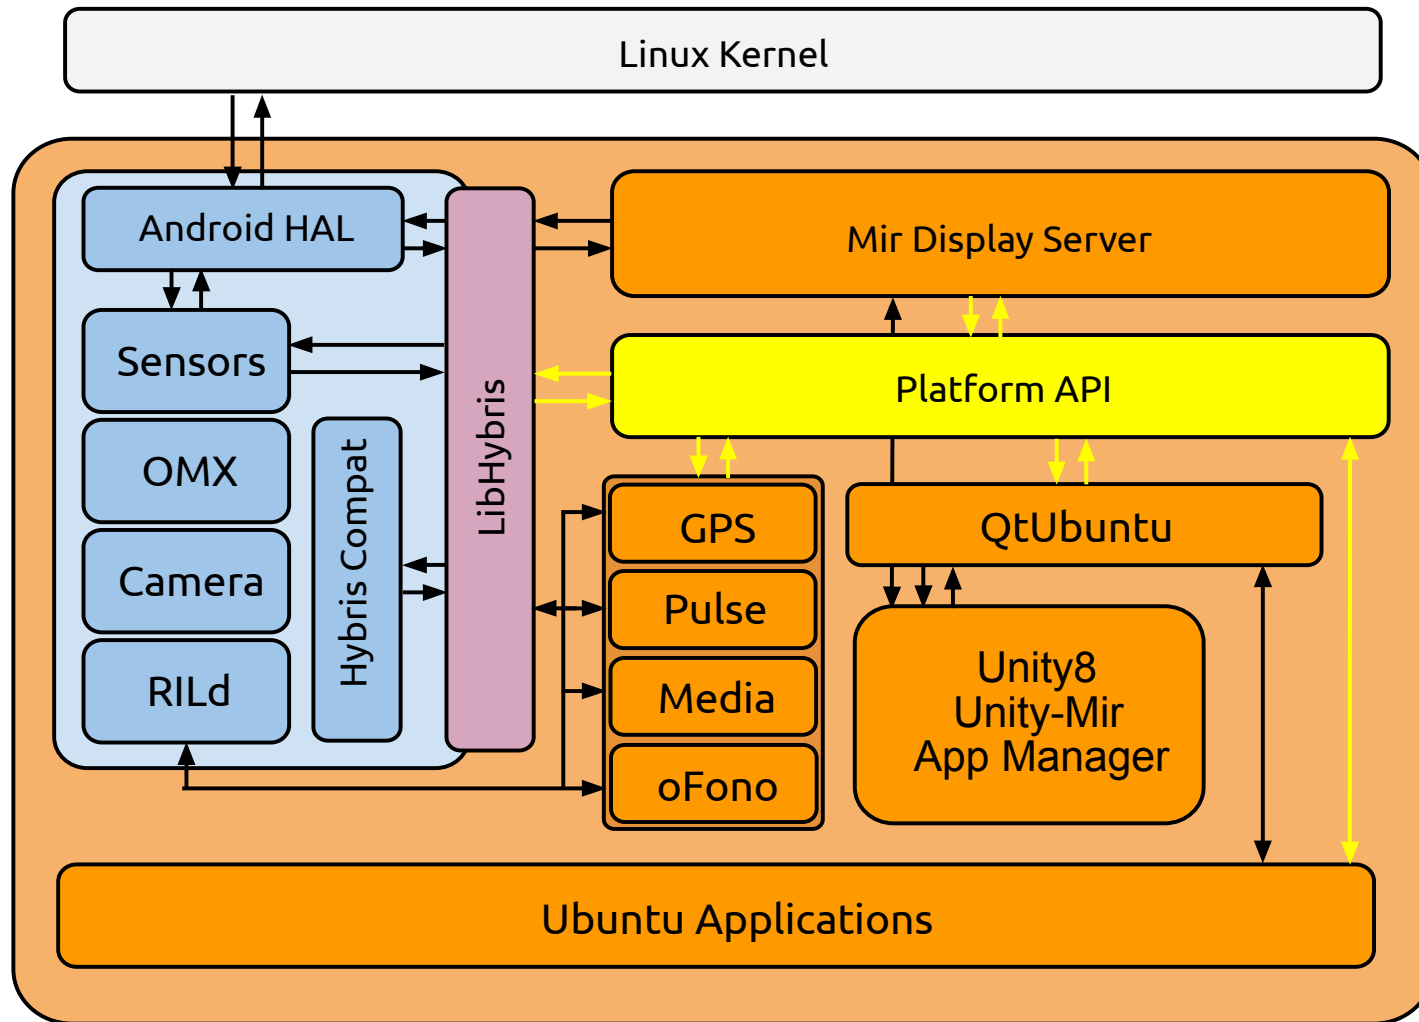 Linux Kernel
Android HAL
Sensors
OMX
Camera
RILd
Hybris Compat
LibHybris
Mir Display Server
Platform API
GPS
Pulse
Media
oFono
QtUbuntu
Unity8
Unity-Mir
App Manager
Ubuntu Applications